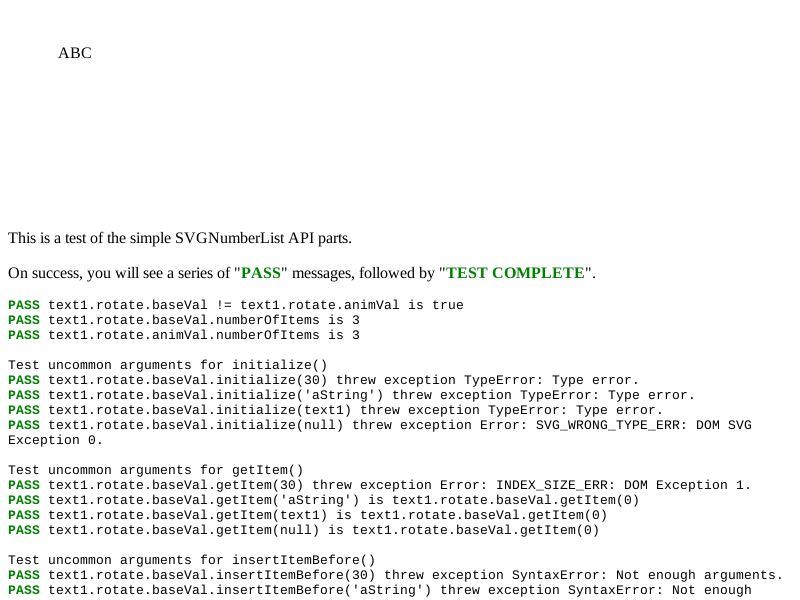 ABC
This is a test of the simple SVGNumberList API parts.
On success, you will see a series of "PASS" messages, followed by "TEST COMPLETE".
PASS text1.rotate.baseVal != text1.rotate.animVal is true
PASS text1.rotate.baseVal.numberOfItems is 3
PASS text1.rotate.animVal.numberOfItems is 3
Test uncommon arguments for initialize()
PASS text1.rotate.baseVal.initialize(30) threw exception TypeError: Type error.
PASS text1.rotate.baseVal.initialize('aString') threw exception TypeError: Type error.
PASS text1.rotate.baseVal.initialize(text1) threw exception TypeError: Type error.
PASS text1.rotate.baseVal.initialize(null) threw exception Error: SVG_WRONG_TYPE_ERR: DOM SVG
Exception 0.
Test uncommon arguments for getItem()
PASS text1.rotate.baseVal.getItem(30) threw exception Error: INDEX_SIZE_ERR: DOM Exception 1.
PASS text1.rotate.baseVal.getItem('aString') is text1.rotate.baseVal.getItem(0)
PASS text1.rotate.baseVal.getItem(text1) is text1.rotate.baseVal.getItem(0)
PASS text1.rotate.baseVal.getItem(null) is text1.rotate.baseVal.getItem(0)
Test uncommon arguments for insertItemBefore()
PASS text1.rotate.baseVal.insertItemBefore(30) threw exception SyntaxError: Not enough arguments.
PASS text1.rotate.baseVal.insertItemBefore('aString') threw exception SyntaxError: Not enough